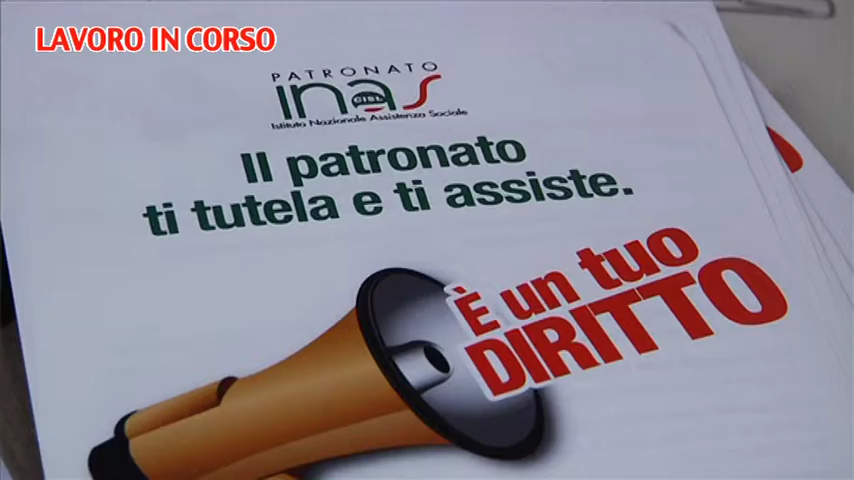 LAVORO IN CORSO
PATRONATO
inas
CISL
Istituto Nazionale Assistenza Sociale
Il patronato
ti tutela e ti assiste.
È un tuo
DIRITTO